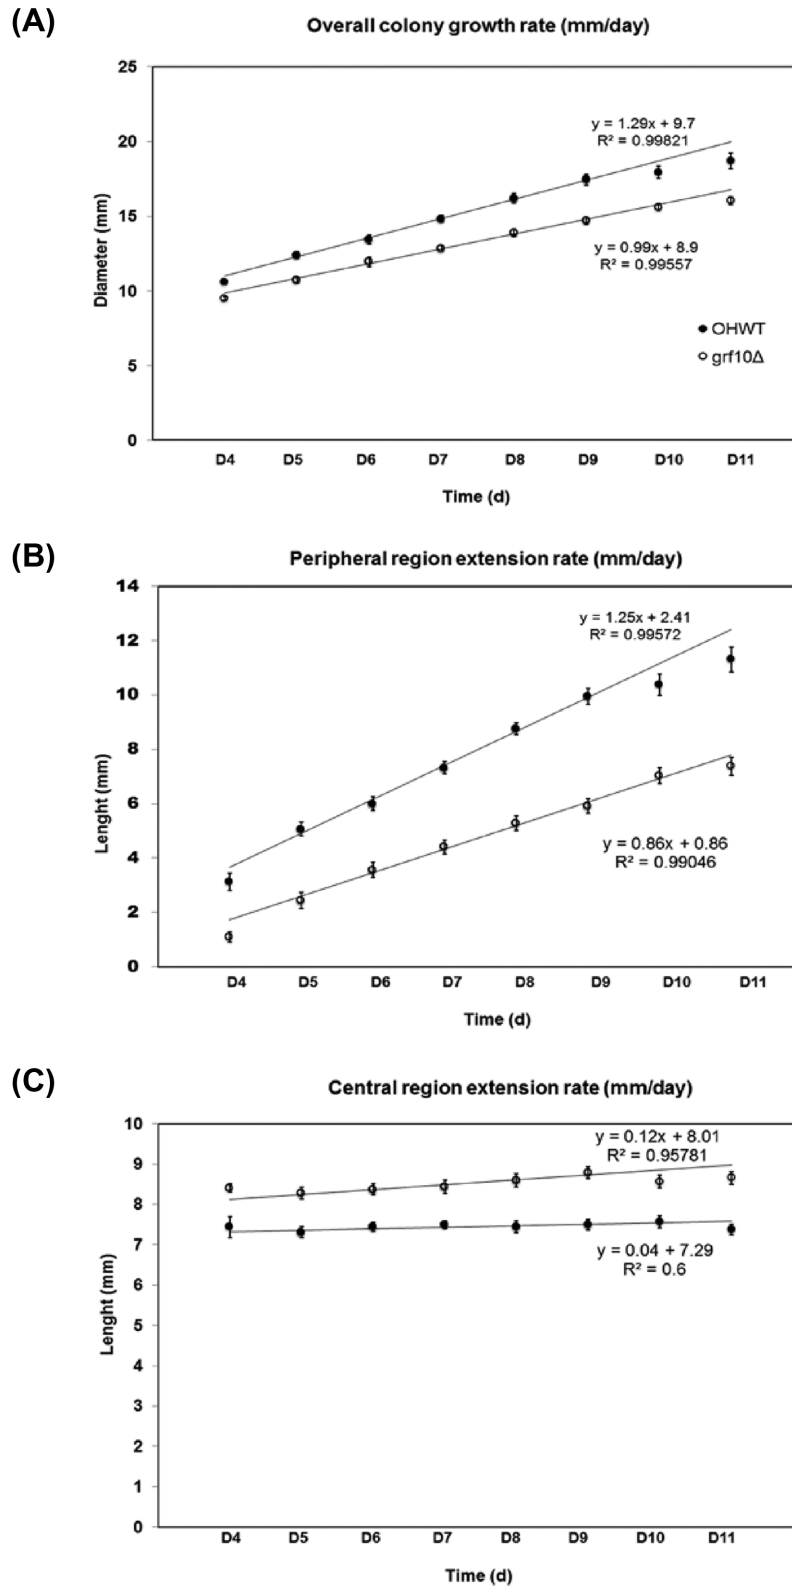 (A)
Overall colony growth rate (mm/day)
25
20
15
10
5
0
Diameter (mm)
y = 1.29x + 9.7
R² = 0.99821
y = 0.99x + 8.9
R² = 0.99557
OHWT
grf10Δ
D4 D5 D6 D7 D8 D9 D10 D11
Time (d)
(B)
Peripheral region extension rate (mm/day)
14
12
10
8
6
4
2
0
Lenght (mm)
y = 1.25x + 2.41
R² = 0.99572
y = 0.86x + 0.86
R² = 0.99046
D4 D5 D6 D7 D8 D9 D10 D11
Time (d)
(C)
Central region extension rate (mm/day)
10
9
8
7
6
5
4
3
2
1
0
Lenght (mm)
y = 0.12x + 8.01
R² = 0.95781
y = 0.04 + 7.29
R² = 0.6
D4 D5 D6 D7 D8 D9 D10 D11
Time (d)